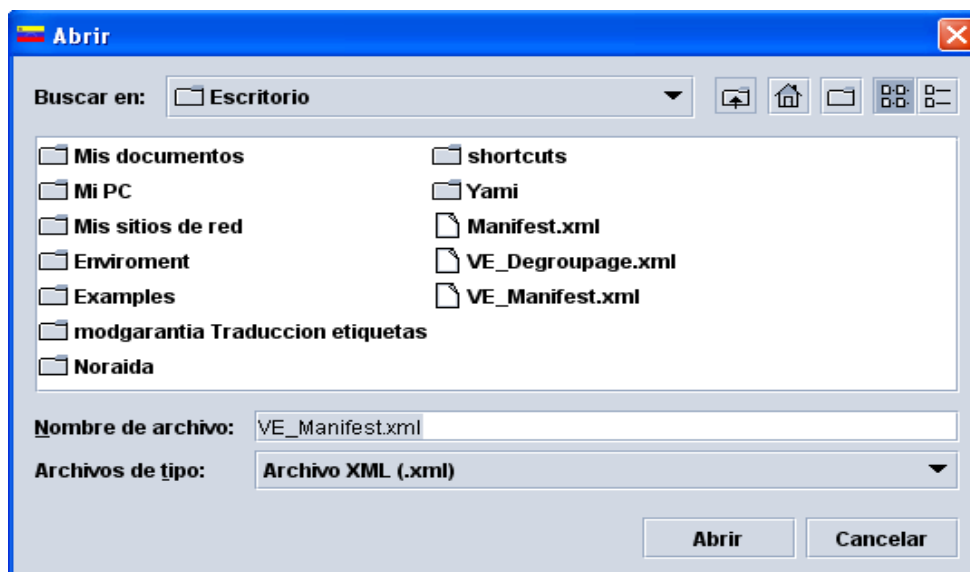 Abrir
Buscar en: Escritorio
Mis documentos
Mi PC
Mis sitios de red
Enviroment
Examples
modgarantia Traduccion etiquetas
Noraida
shortcuts
Yami
Manifest.xml
VE_Degroupage.xml
VE_Manifest.xml
Nombre de archivo: VE_Manifest.xml
Archivos de tipo: Archivo XML (.xml)
Abrir Cancelar